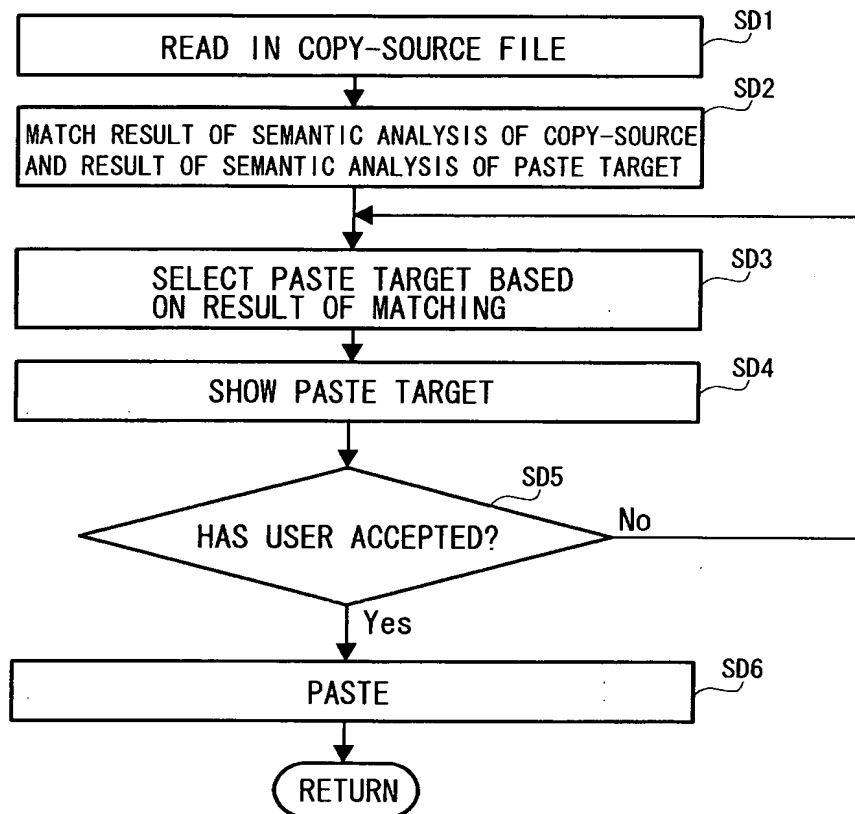 SD1
READ IN COPY-SOURCE FILE
SD2
MATCH RESULT OF SEMANTIC ANALYSIS OF COPY-SOURCE
AND RESULT OF SEMANTIC ANALYSIS OF PASTE TARGET
SD3
SELECT PASTE TARGET BASED
ON RESULT OF MATCHING
SD4
SHOW PASTE TARGET
SD5
HAS USER ACCEPTED?
No
Yes
SD6
PASTE
RETURN